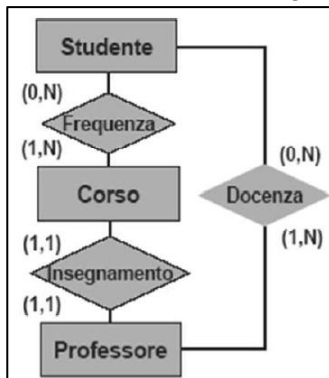 Studente
(0,N)
Frequenza
(1,N)
(0,N)
Corso
Docenza
(1,N)
(1,1)
Insegnamento
(1,1)
Professore